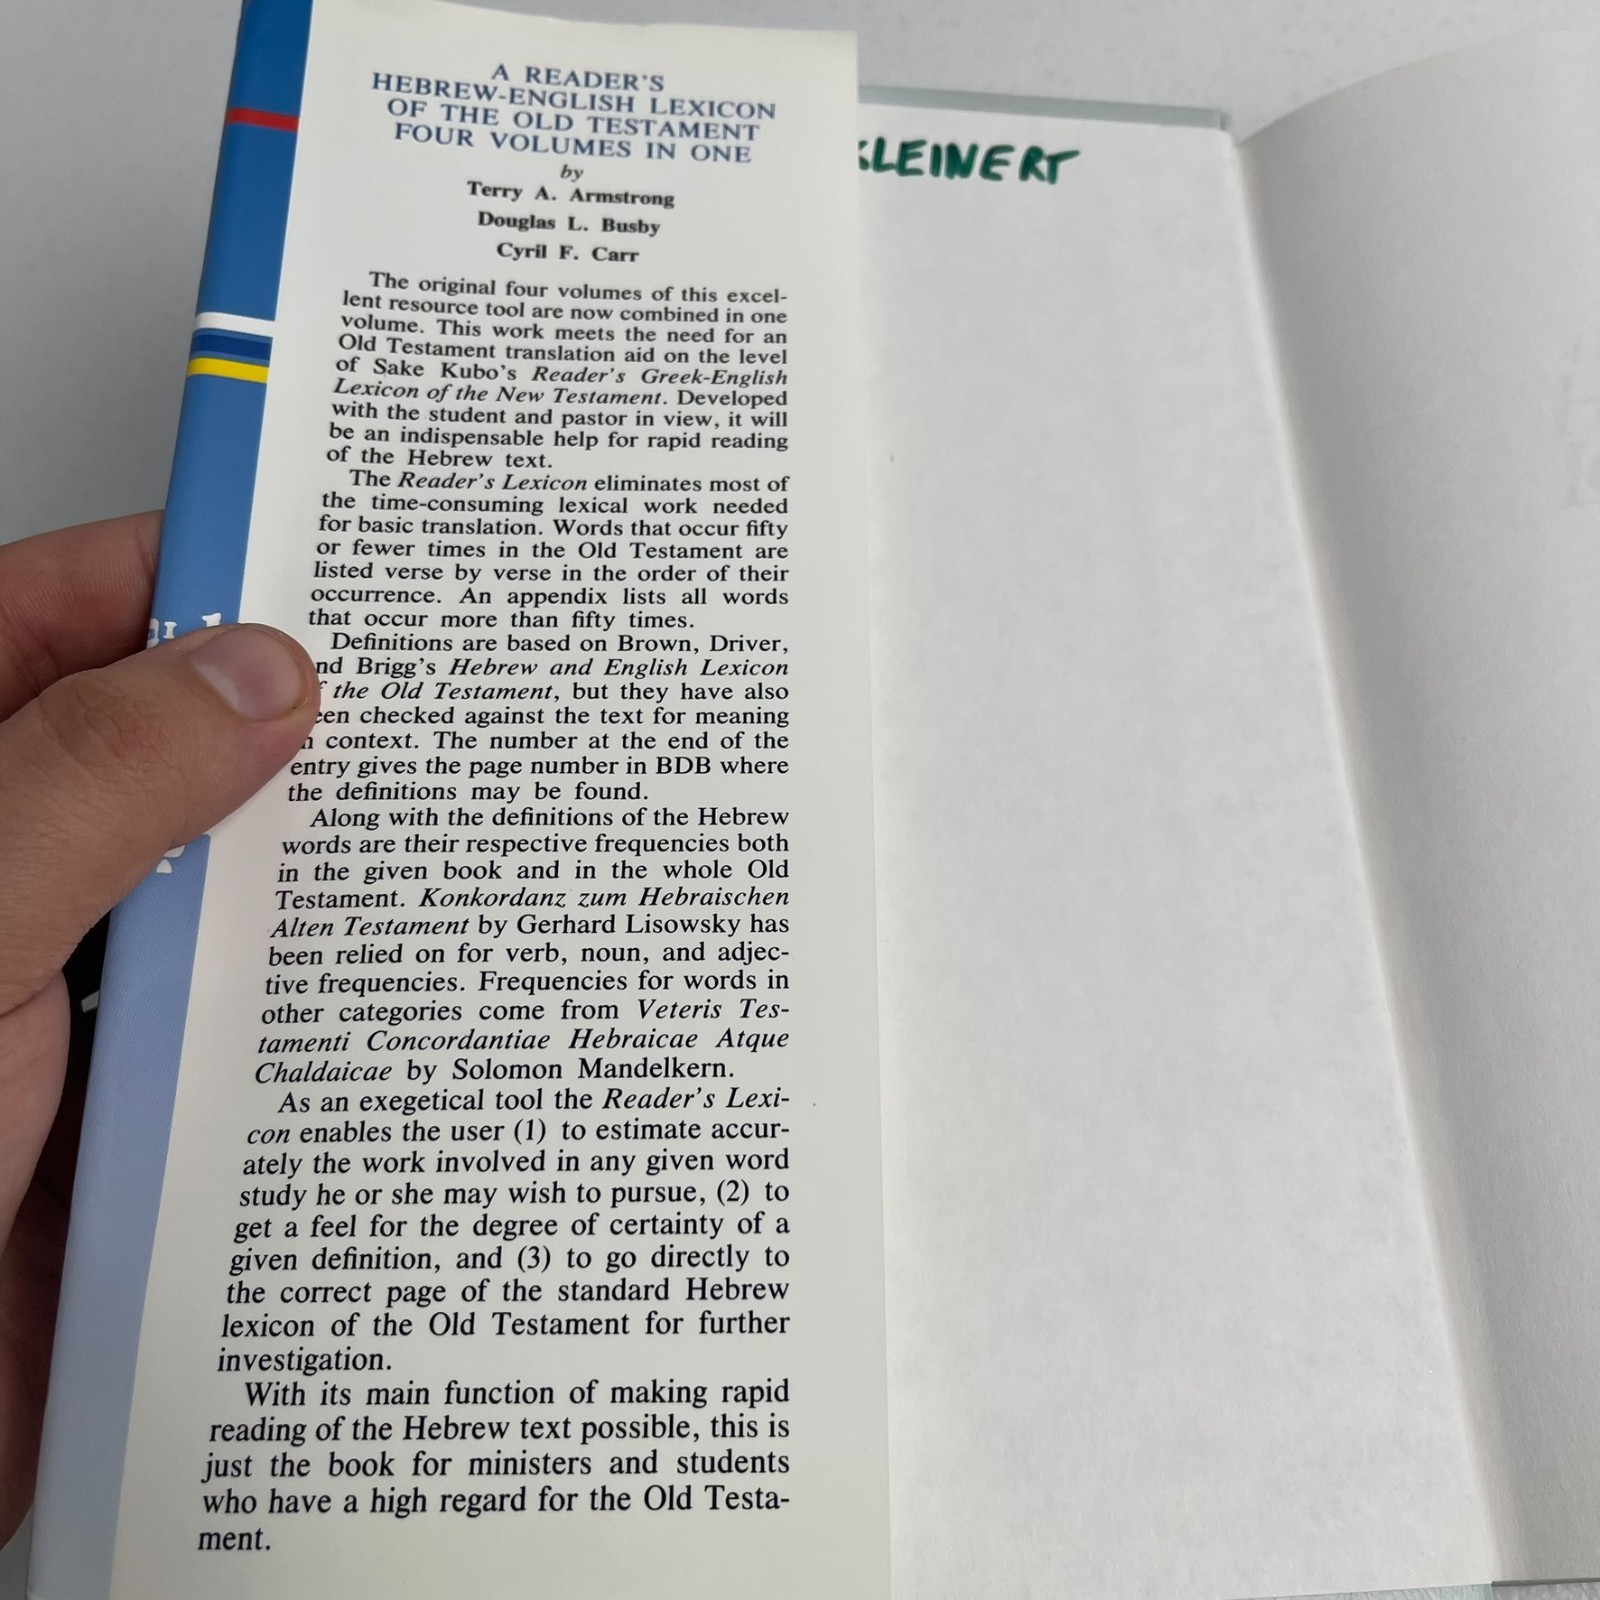 A READER'S
HEBREW-ENGLISH LEXICON
OF THE OLD TESTAMENT
FOUR VOLUMES IN ONE
by
Terry A. Armstrong
Douglas L. Busby
Cyril F. Carr
The original four volumes of this excel-
lent resource tool are now combined in one
volume. This work meets the need for an
Old Testament translation aid on the level
of Sake Kubo's Reader's Greek-English
Lexicon of the New Testament. Developed
with the student and pastor in view, it will
be an indispensable help for rapid reading
of the Hebrew text.
The Reader's Lexicon eliminates most of
the time-consuming lexical work needed
for basic translation. Words that occur fifty
or fewer times in the Old Testament are
listed verse by verse in the order of their
occurrence. An appendix lists all words
that occur more than fifty times.
Definitions are based on Brown, Driver,
nd Brigg's Hebrew and English Lexicon
the Old Testament, but they have also
een checked against the text for meaning
context. The number at the end of the
entry gives the page number in BDB where
the definitions may be found.
Along with the definitions of the Hebrew
words are their respective frequencies both
in the given book and in the whole Old
Testament. Konkordanz zum Hebraischen
Alten Testament by Gerhard Lisowsky has
been relied on for verb, noun, and adjec-
tive frequencies. Frequencies for words in
other categories come from Veteris Tes-
tamenti Concordantiae Hebraicae Atque
Chaldaicae by Solomon Mandelkern.
As an exegetical tool the Reader's Lexi-
con enables the user (1) to estimate accur-
ately the work involved in any given word
study he or she may wish to pursue, (2) to
get a feel for the degree of certainty of a
given definition, and (3) to go directly to
the correct page of the standard Hebrew
lexicon of the Old Testament for further
investigation.
With its main function of making rapid
reading of the Hebrew text possible, this is
just the book for ministers and students
who have a high regard for the Old Testa-
ment.
KLEINERT